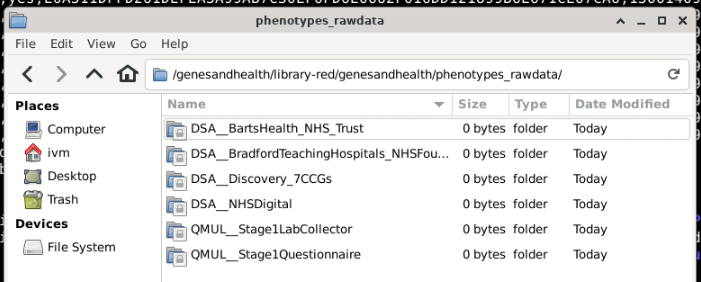 phenotypes_rawdata
File Edit View Go Help
/genesandhealth/library-red/genesandhealth/phenotypes_rawdata/
Places
Computer
ivm
Desktop
Trash
Devices
File System
Name Size Type Date Modified
DSA__BartsHealth_NHS_Trust 0 bytes folder Today
DSA__BradfordTeachingHospitals_NHSFou... 0 bytes folder Today
DSA__Discovery_7CCGs 0 bytes folder Today
DSA__NHSDigital 0 bytes folder Today
QMUL__Stage1LabCollector 0 bytes folder Today
QMUL__Stage1Questionnaire 0 bytes folder Today